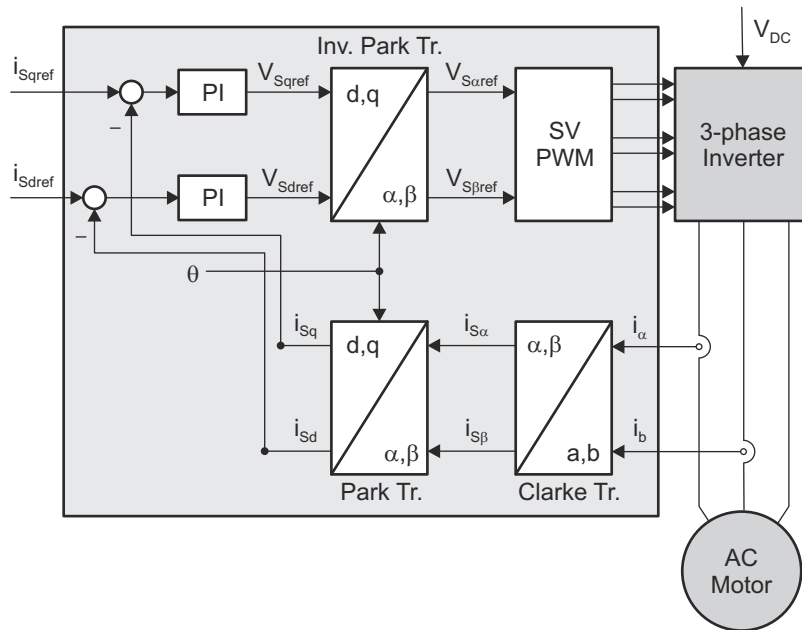 Inv. Park Tr.
V_DC
i_Sqref
PI
V_Sqref
d,q
V_Sαref
SV
PWM
3-phase
Inverter
–
i_Sdref
PI
V_Sdref
α,β
V_Sβref
–
θ
i_Sq
d,q
i_Sα
α,β
i_α
i_Sd
α,β
i_Sβ
a,b
i_b
Park Tr.
Clarke Tr.
AC
Motor